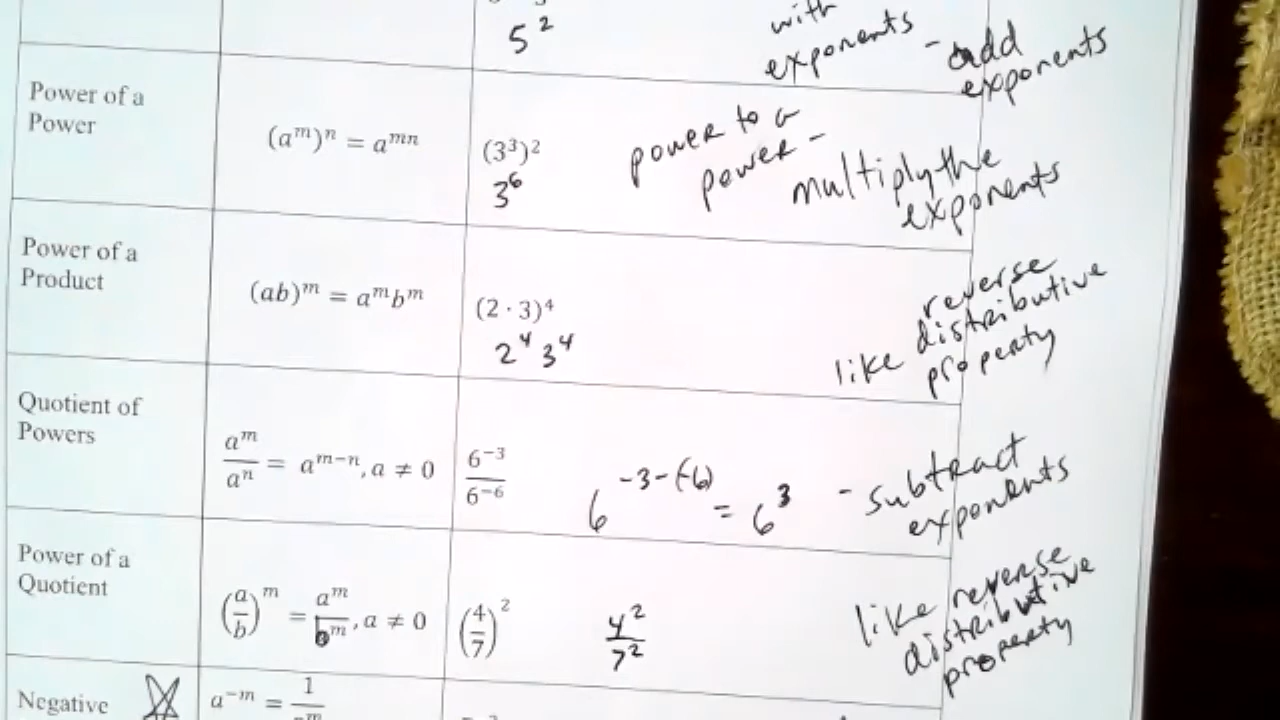 5²
with
exponents - add
exponents
Power of a
Power
(aᵐ)ⁿ = aᵐⁿ
(3³)²
3⁶
power to a
power -
multiply the
exponents
Power of a
Product
(ab)ᵐ = aᵐbᵐ
(2 · 3)⁴
2⁴ 3⁴
reverse
like distributive
property
Quotient of
Powers
aᵐ/aⁿ = aᵐ⁻ⁿ, a ≠ 0
6⁻³/6⁻⁶
6^-3-(-6) = 6³
- subtract
exponents
Power of a
Quotient
(a/b)ᵐ = aᵐ/bᵐ, a ≠ 0
(4/7)²
4²/7²
like reverse
distributive
property
Negative
a⁻ᵐ = 1